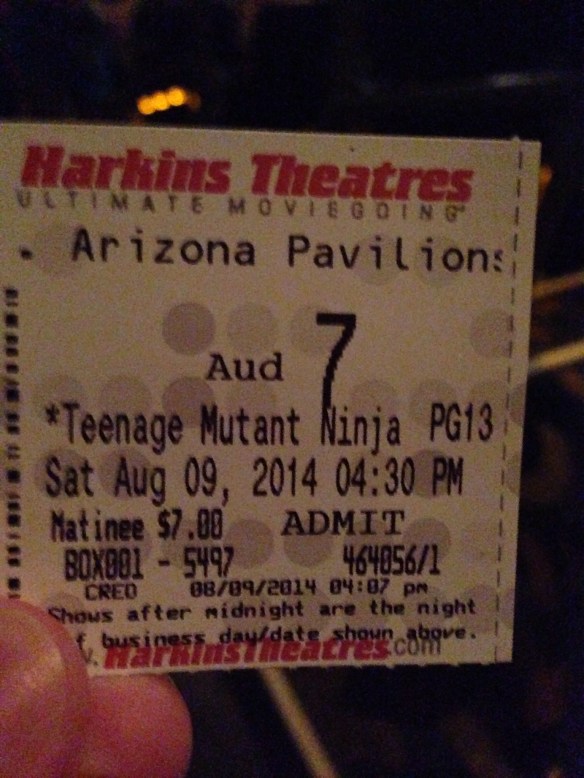 Harkins Theatres
ULTIMATE MOVIEGOING®
Arizona Pavilions
Aud 7
*Teenage Mutant Ninja PG13
Sat Aug 09, 2014 04:30 PM
Matinee $7.00 ADMIT
BOX001 - 5497 464056/1
CRED 08/09/2014 04:07 pm
Shows after midnight are the night
f business day/date shown above.
w.HarkinsTheatres.com